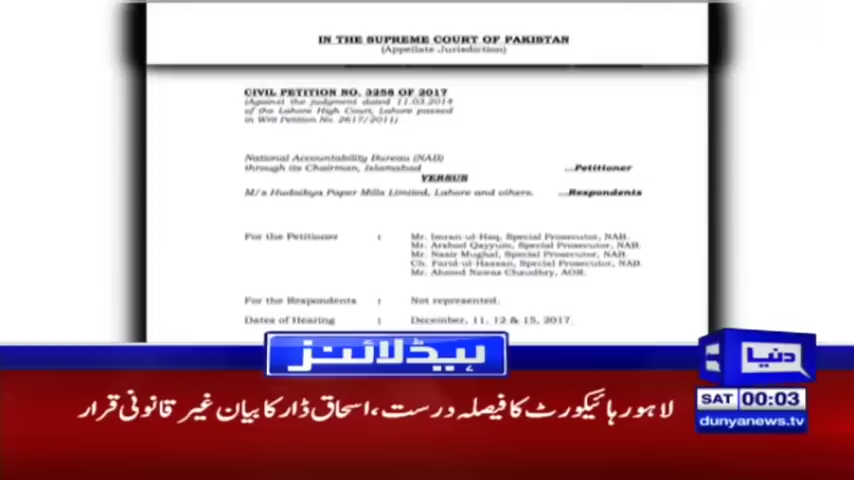 IN THE SUPREME COURT OF PAKISTAN
(Appellate Jurisdiction)
CIVIL PETITION NO. 3258 OF 2017
(Against the judgment dated 11.03.2014
of the Lahore High Court, Lahore passed
in Writ Petition No. 2617/2011)
National Accountability Bureau (NAB)
through its Chairman, Islamabad ...Petitioner
VERSUS
M/s Hudaibya Paper Mills Limited, Lahore and others. ...Respondents
For the Petitioner : Mr. Imran ul-Haq, Special Prosecutor, NAB.
Mr. Arshad Qayyum, Special Prosecutor, NAB.
Mr. Nasir Mughal, Special Prosecutor, NAB.
Ch. Farid-ul-Hassan, Special Prosecutor, NAB.
Mr. Ahmed Nawaz Chaudhry, AOR.
For the Respondents : Not represented.
Dates of Hearing : December, 11, 12 & 15, 2017.
ہیڈلائنز
دنیا
لاہور ہائیکورٹ کا فیصلہ درست، اسحاق ڈار کا بیان غیر قانونی قرار
SAT 00:03
dunyanews.tv